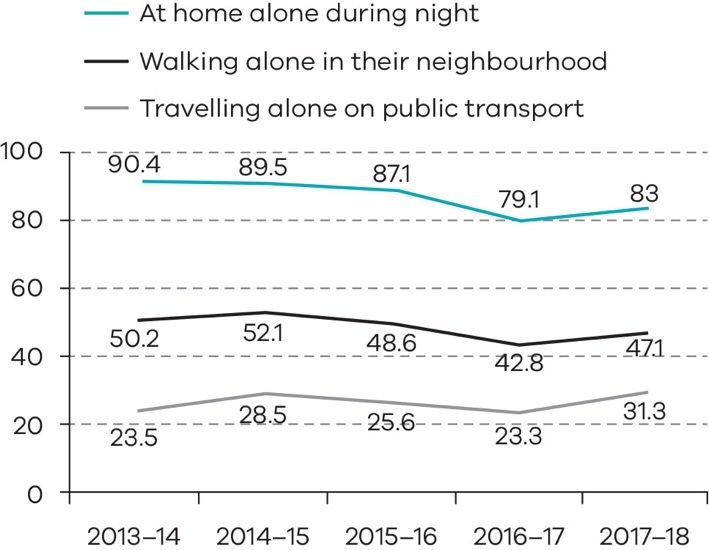 At home alone during night
Walking alone in their neighbourhood
Travelling alone on public transport
100
90.4 89.5 87.1 79.1 83
80
60
50.2 52.1 48.6 42.8 47.1
40
23.5 28.5 25.6 23.3 31.3
20
0
2013–14 2014–15 2015–16 2016–17 2017–18